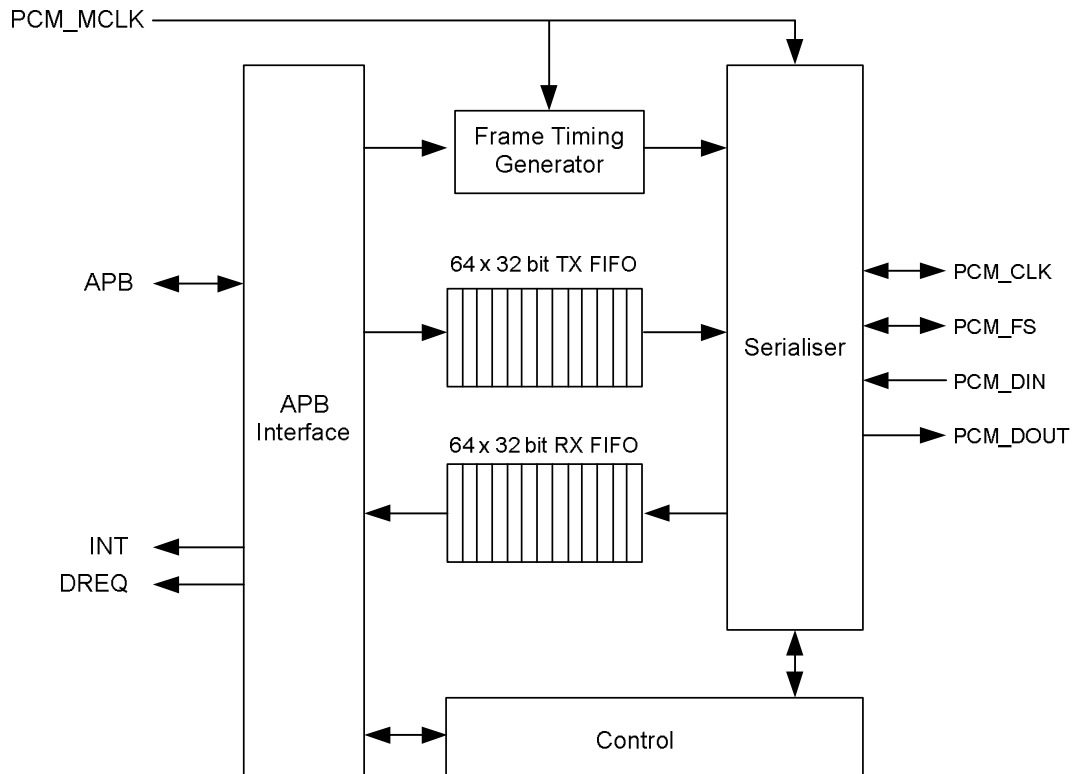 PCM_MCLK
Frame Timing
Generator
64 x 32 bit TX FIFO
APB
PCM_CLK
PCM_FS
Serialiser
PCM_DIN
APB
Interface
PCM_DOUT
64 x 32 bit RX FIFO
INT
DREQ
Control